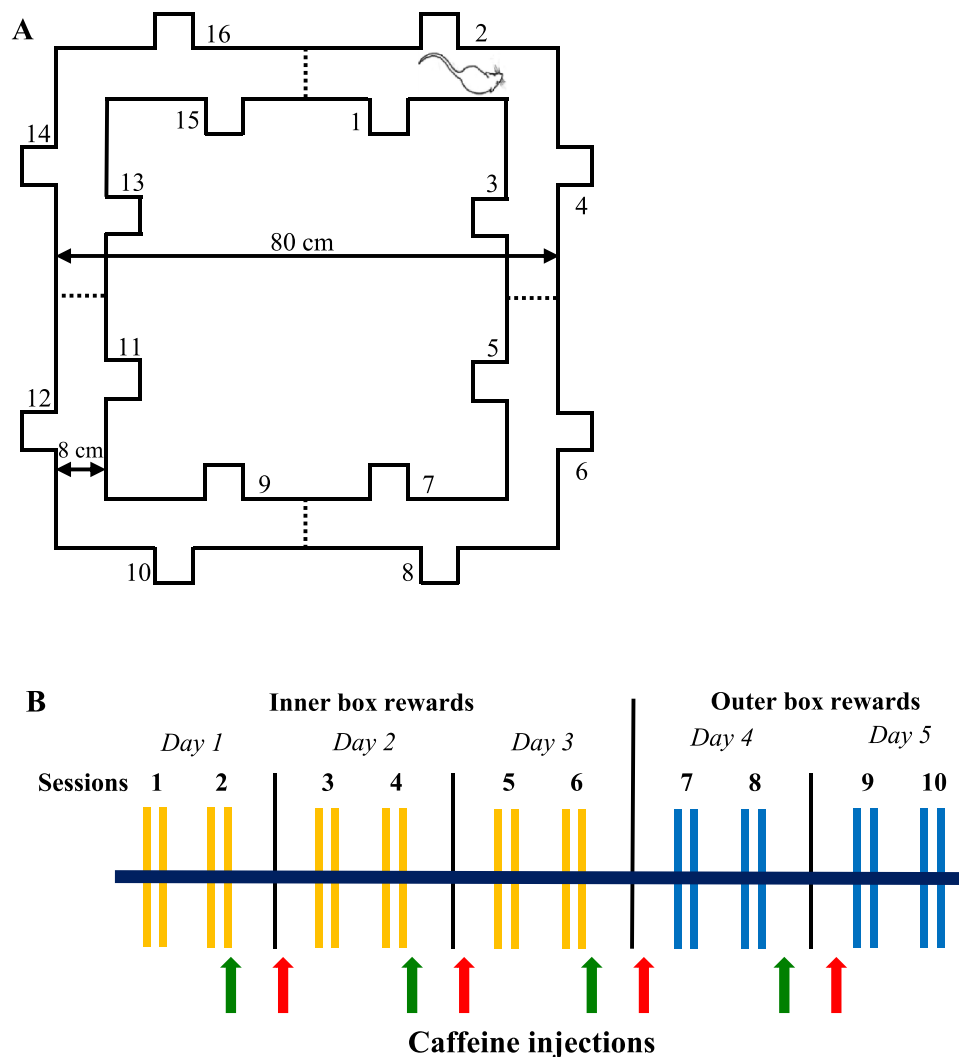 A
16
2
15
1
14
13
3
4
80 cm
11
5
12
8 cm
6
9
7
10
8
B
Inner box rewards
Outer box rewards
Day 1
Day 2
Day 3
Day 4
Day 5
Sessions 1 2 3 4 5 6 7 8 9 10
Caffeine injections